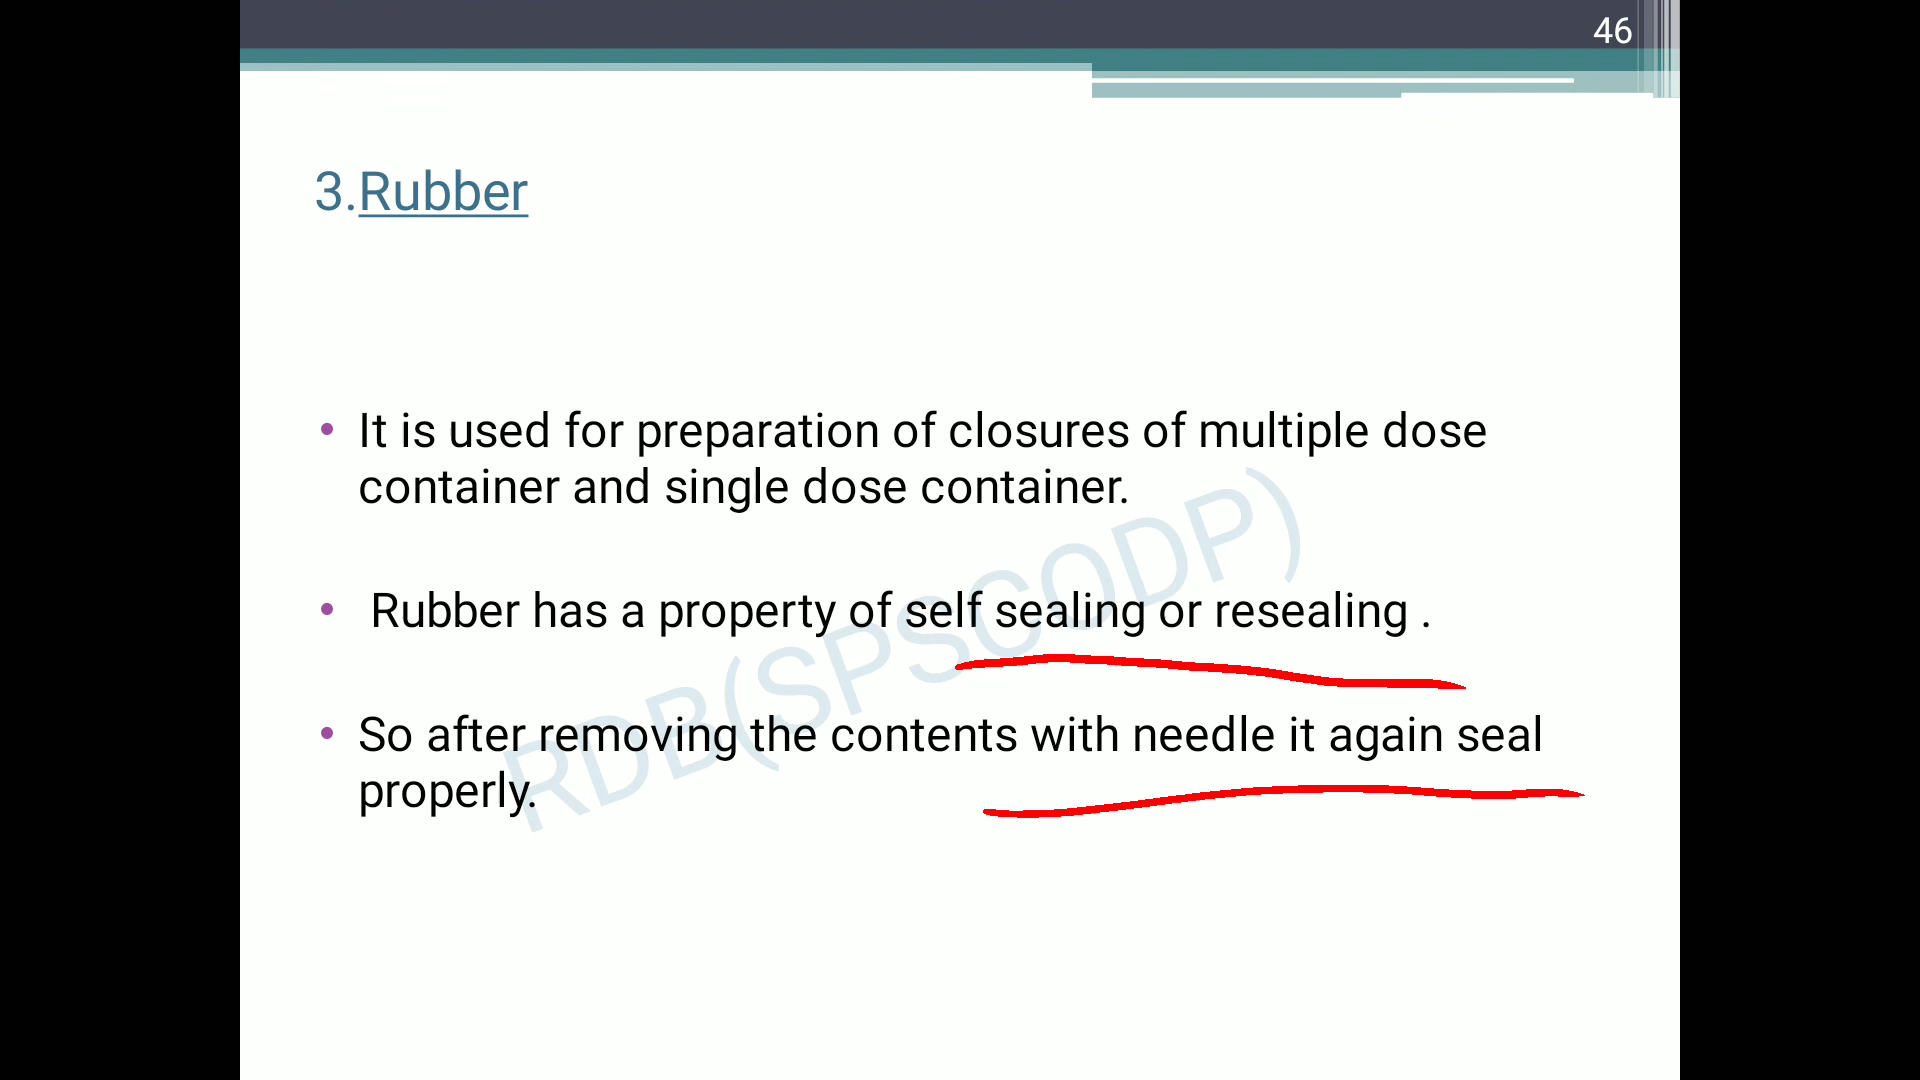 46
3.Rubber
• It is used for preparation of closures of multiple dose
container and single dose container.
• Rubber has a property of self sealing or resealing .
• So after removing the contents with needle it again seal
properly.
RDB(SPSCODP)